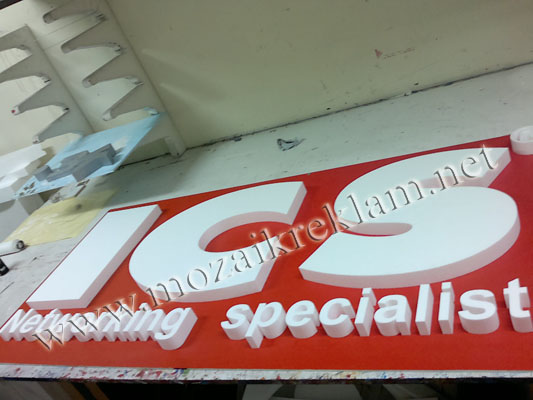 ICS
Networking specialist
www.mozaikreklam.net